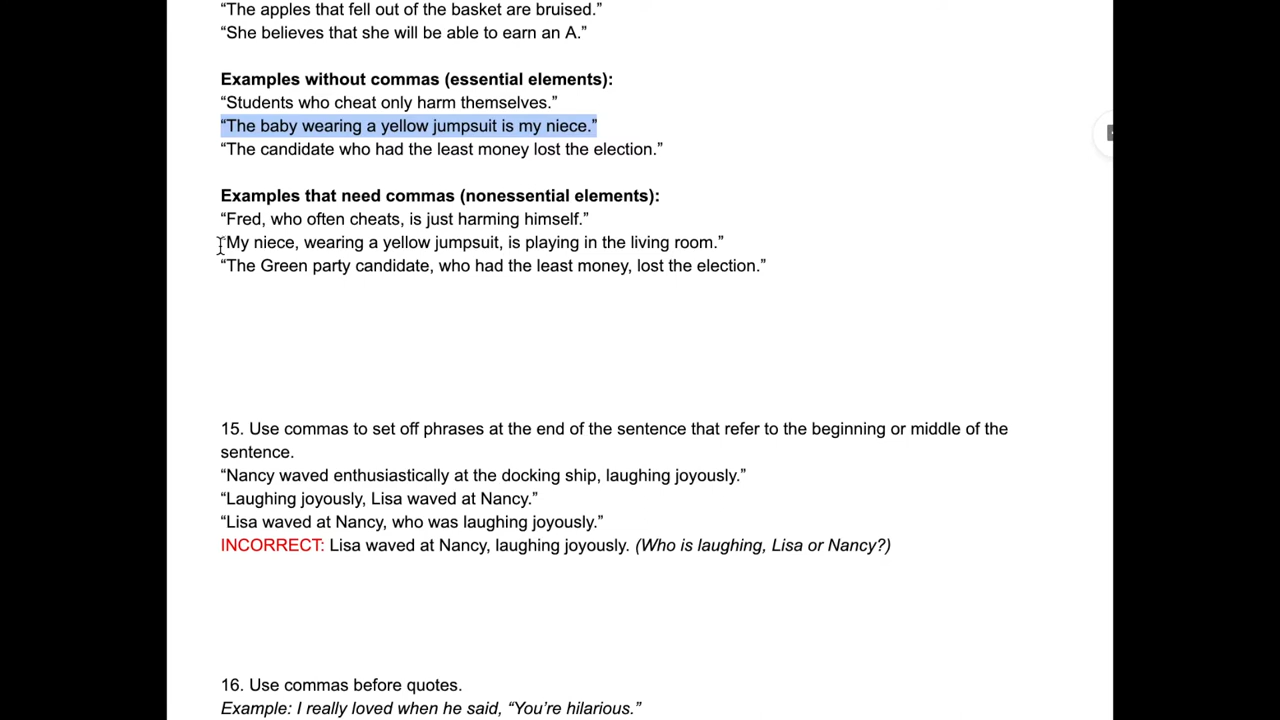 “The apples that fell out of the basket are bruised.”
“She believes that she will be able to earn an A.”
Examples without commas (essential elements):
“Students who cheat only harm themselves.”
“The baby wearing a yellow jumpsuit is my niece.”
“The candidate who had the least money lost the election.”
Examples that need commas (nonessential elements):
“Fred, who often cheats, is just harming himself.”
“My niece, wearing a yellow jumpsuit, is playing in the living room.”
“The Green party candidate, who had the least money, lost the election.”
15. Use commas to set off phrases at the end of the sentence that refer to the beginning or middle of the
sentence.
“Nancy waved enthusiastically at the docking ship, laughing joyously.”
“Laughing joyously, Lisa waved at Nancy.”
“Lisa waved at Nancy, who was laughing joyously.”
INCORRECT: Lisa waved at Nancy, laughing joyously. (Who is laughing, Lisa or Nancy?)
16. Use commas before quotes.
Example: I really loved when he said, “You’re hilarious.”